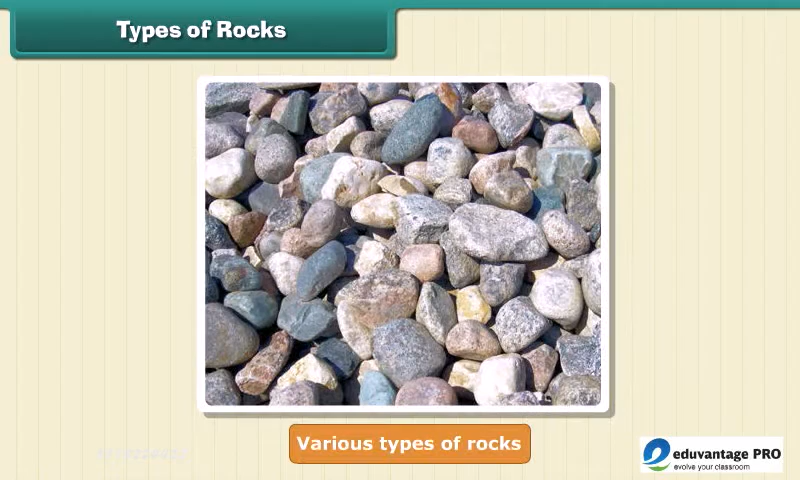 Types of Rocks
Various types of rocks
eduvantage PRO
evolve your classroom